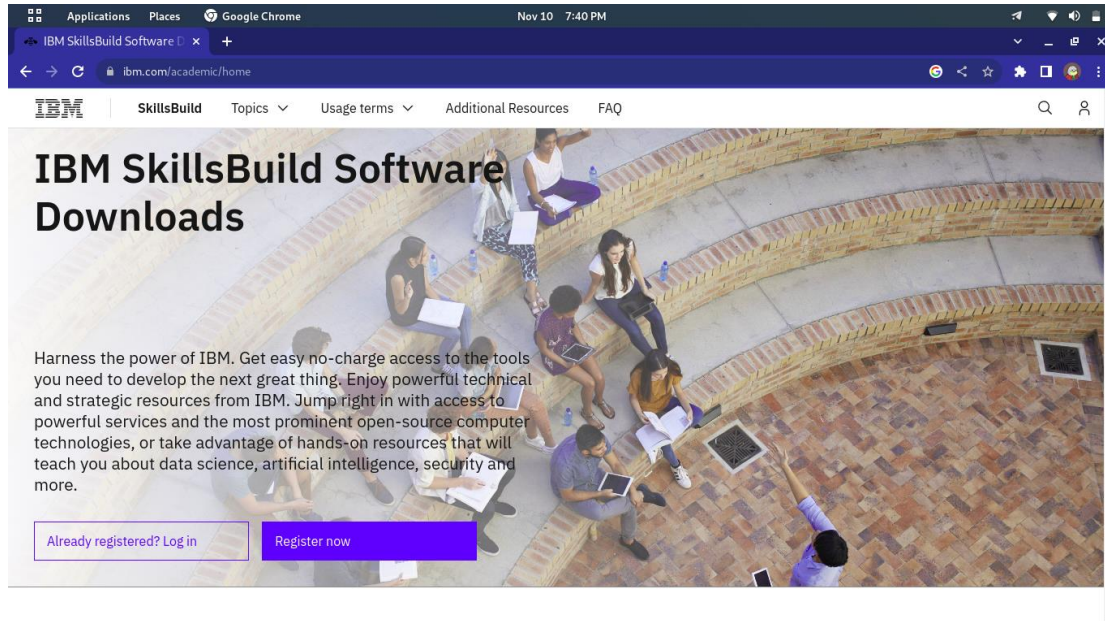 Applications Places Google Chrome Nov 10 7:40 PM
IBM SkillsBuild Software D
ibm.com/academic/home
IBM SkillsBuild Topics Usage terms Additional Resources FAQ
IBM SkillsBuild Software
Downloads
Harness the power of IBM. Get easy no-charge access to the tools
you need to develop the next great thing. Enjoy powerful technical
and strategic resources from IBM. Jump right in with access to
powerful services and the most prominent open-source computer
technologies, or take advantage of hands-on resources that will
teach you about data science, artificial intelligence, security and
more.
Already registered? Log in Register now